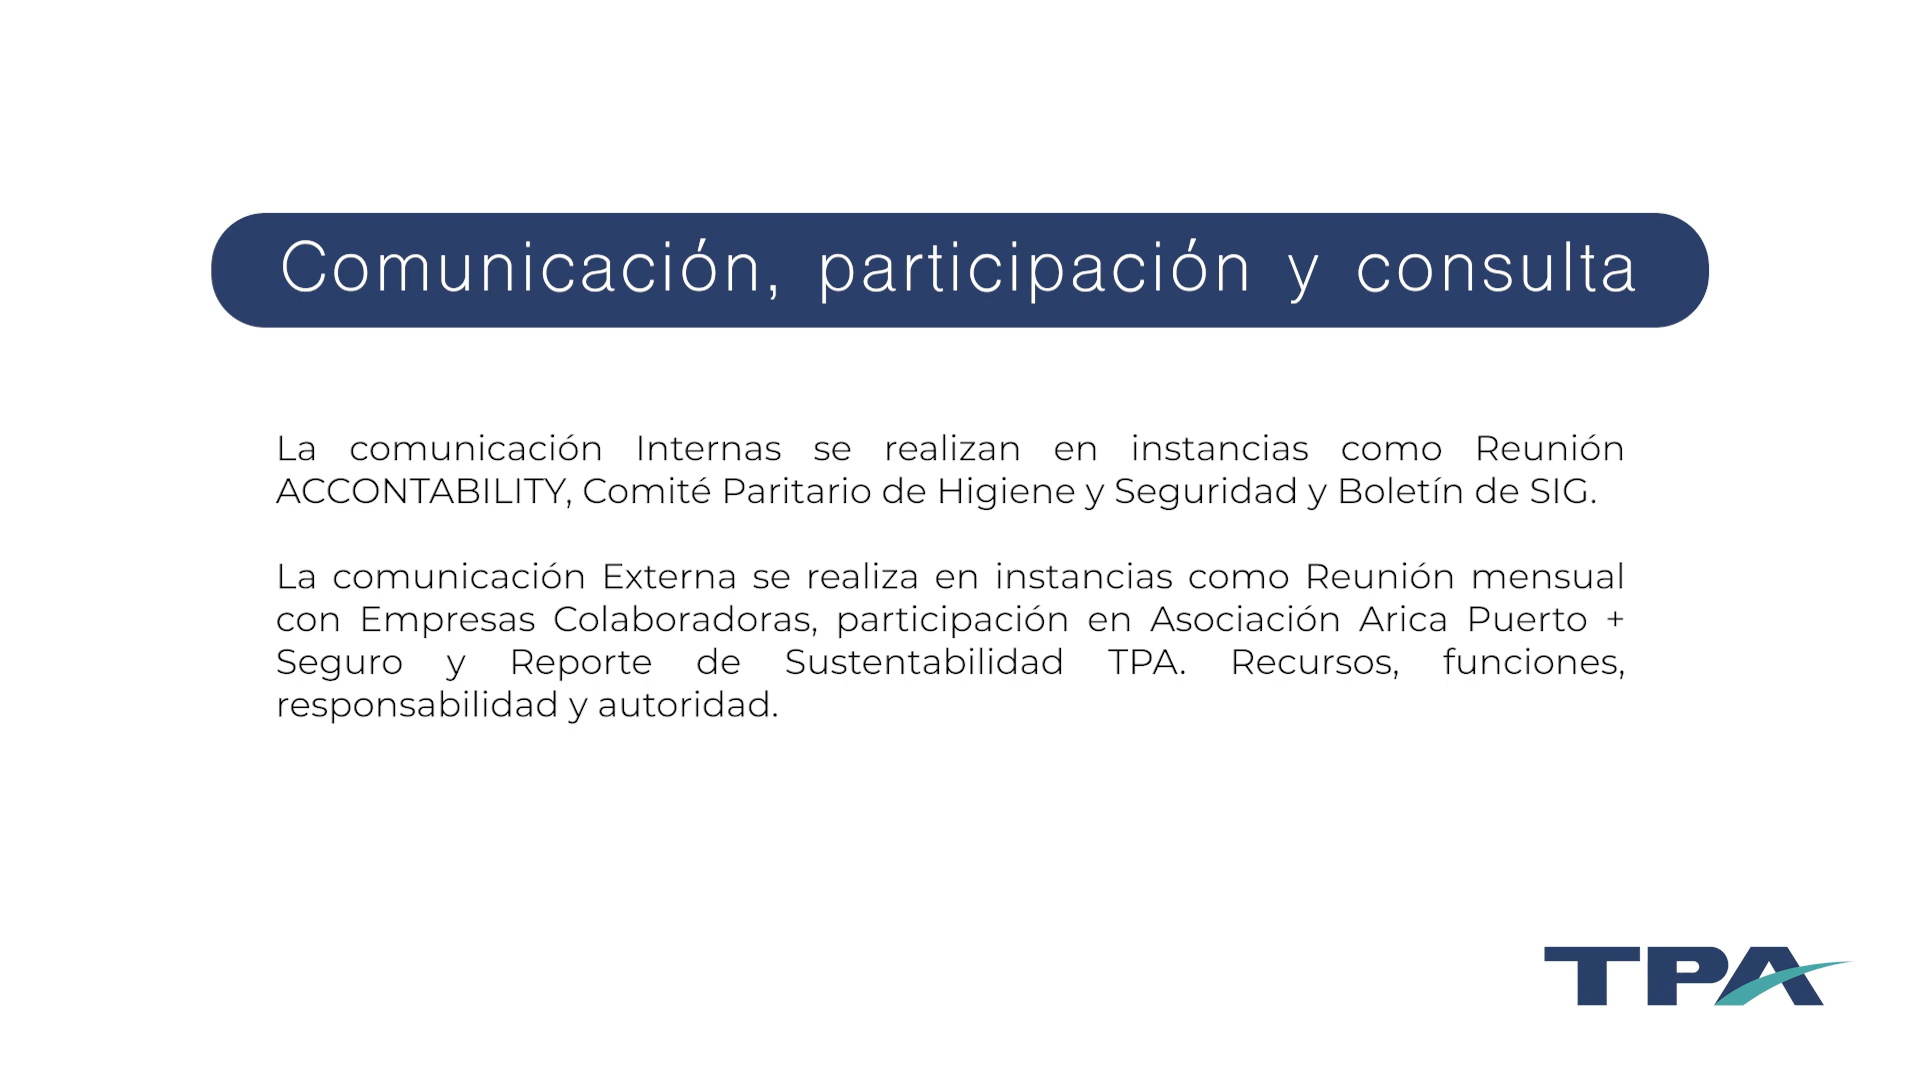 Comunicación, participación y consulta
La comunicación Internas se realizan en instancias como Reunión
ACCONTABILITY, Comité Paritario de Higiene y Seguridad y Boletín de SIG.
La comunicación Externa se realiza en instancias como Reunión mensual
con Empresas Colaboradoras, participación en Asociación Arica Puerto +
Seguro y Reporte de Sustentabilidad TPA. Recursos, funciones,
responsabilidad y autoridad.
TPA